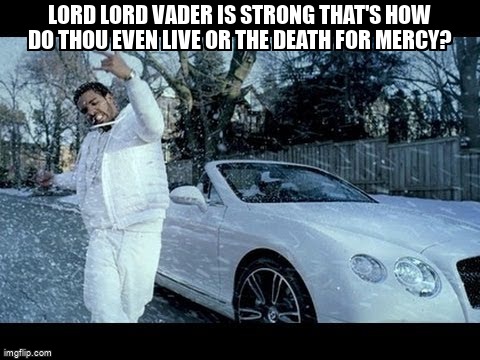 LORD LORD VADER IS STRONG THAT'S HOW
DO THOU EVEN LIVE OR THE DEATH FOR MERCY?
imgflip.com